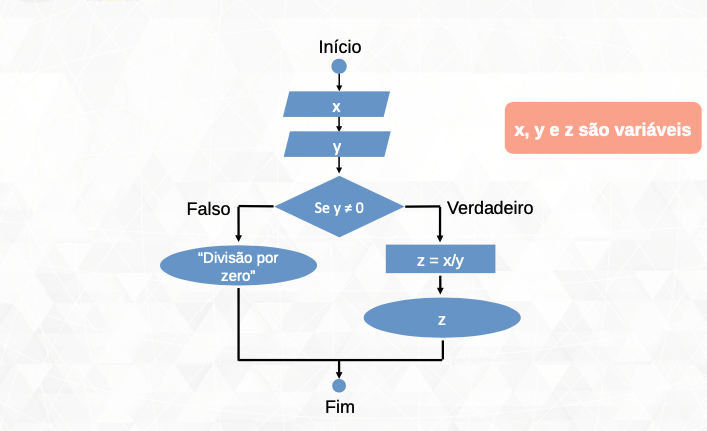 Início
x
y
x, y e z são variáveis
Se y ≠ 0
Falso
Verdadeiro
“Divisão por
zero”
z = x/y
z
Fim